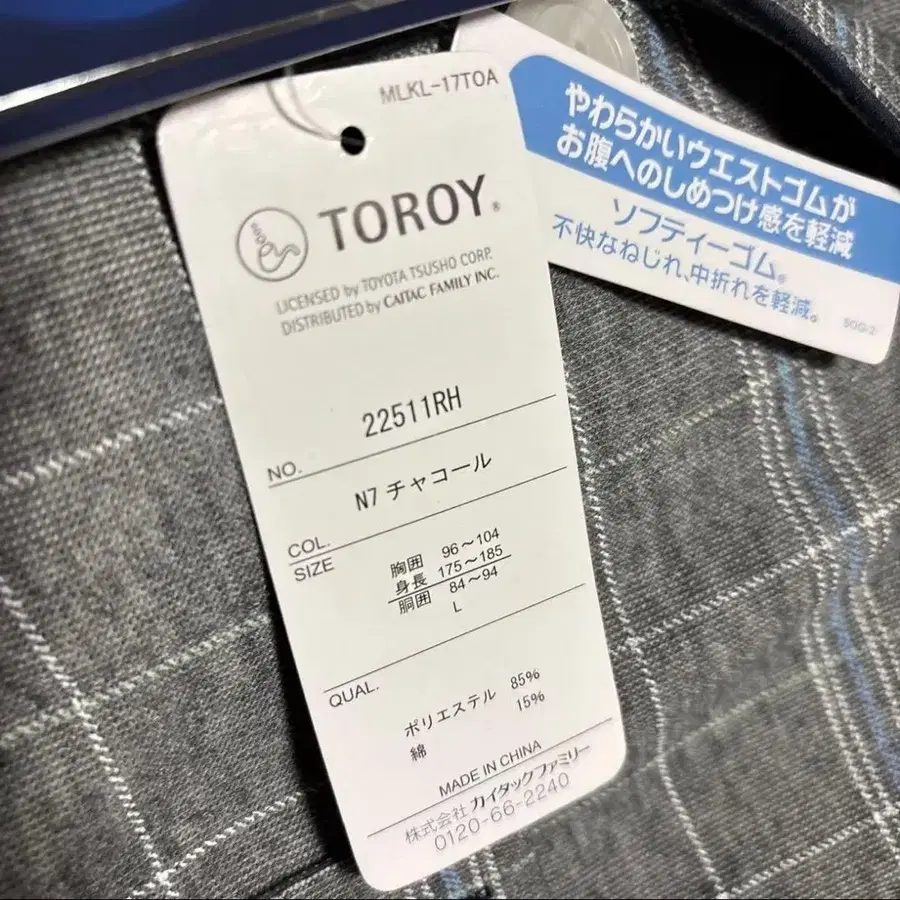 MLKL-17TOA
TOROY®
LICENSED by TOYOTA TSUSHO CORP.
DISTRIBUTED by CAITAC FAMILY INC.
NO. 22511RH
COL. N7 チャコール
SIZE
胸囲 96～104
身長 175～185
胴囲 84～94
L
QUAL.
ポリエステル 85%
綿 15%
MADE IN CHINA
株式会社 カイタックファミリー
0120-66-2240
やわらかいウエストゴムが
お腹へのしめつけ感を軽減
ソフティーゴム®
不快なねじれ、中折れを軽減。